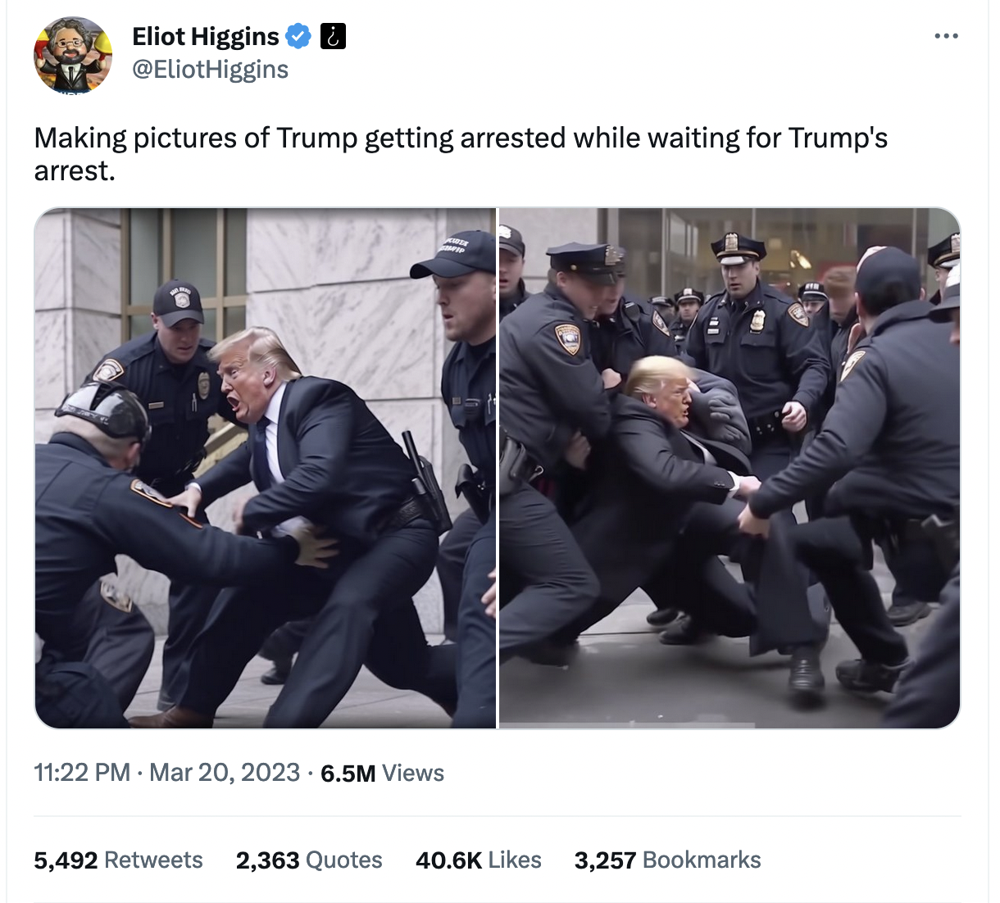 Eliot Higgins
@EliotHiggins
Making pictures of Trump getting arrested while waiting for Trump's
arrest.
11:22 PM · Mar 20, 2023 · 6.5M Views
5,492 Retweets 2,363 Quotes 40.6K Likes 3,257 Bookmarks